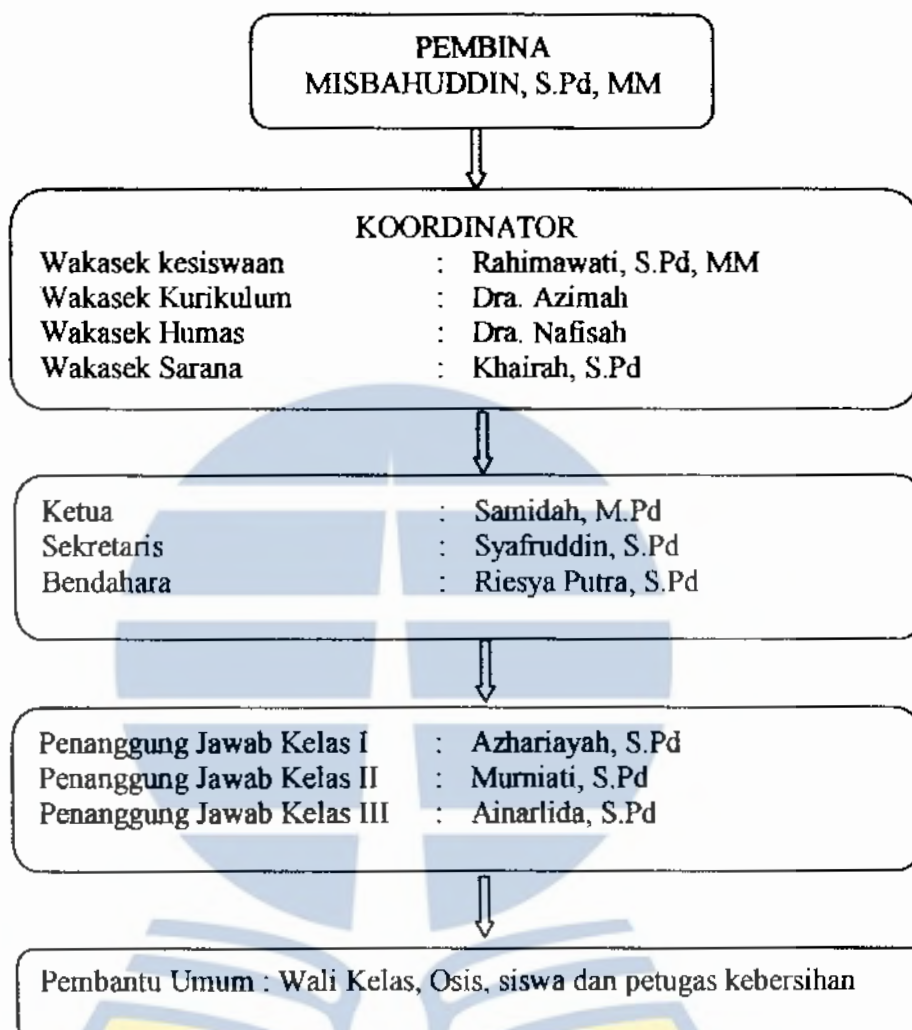 PEMBINA
MISBAHUDDIN, S.Pd, MM
KOORDINATOR
Wakasek kesiswaan : Rahimawati, S.Pd, MM
Wakasek Kurikulum : Dra. Azimah
Wakasek Humas : Dra. Nafisah
Wakasek Sarana : Khairah, S.Pd
Ketua : Samidah, M.Pd
Sekretaris : Syafruddin, S.Pd
Bendahara : Riesya Putra, S.Pd
Penanggung Jawab Kelas I : Azhariayah, S.Pd
Penanggung Jawab Kelas II : Murniati, S.Pd
Penanggung Jawab Kelas III : Ainarlida, S.Pd
Pembantu Umum : Wali Kelas, Osis, siswa dan petugas kebersihan